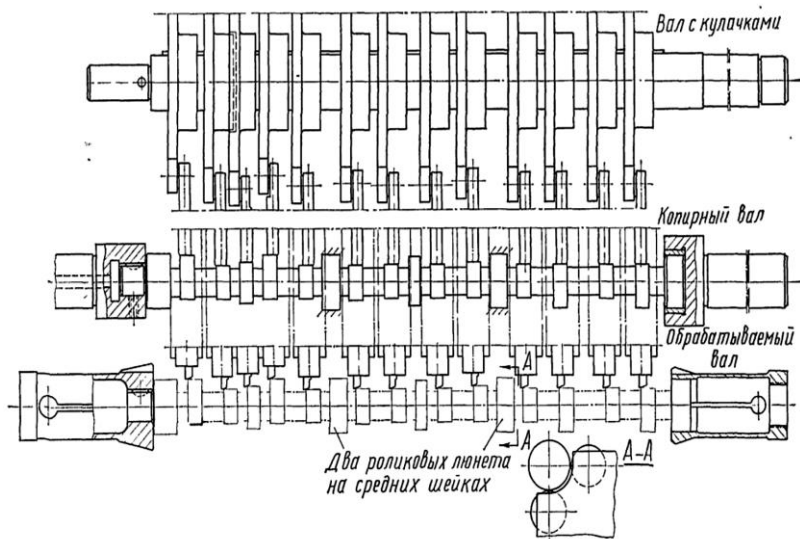 Вал с кулачками
Копирный вал
Обрабатываемый
вал
А
А
Два роликовых люнета
на средних шейках
А-А